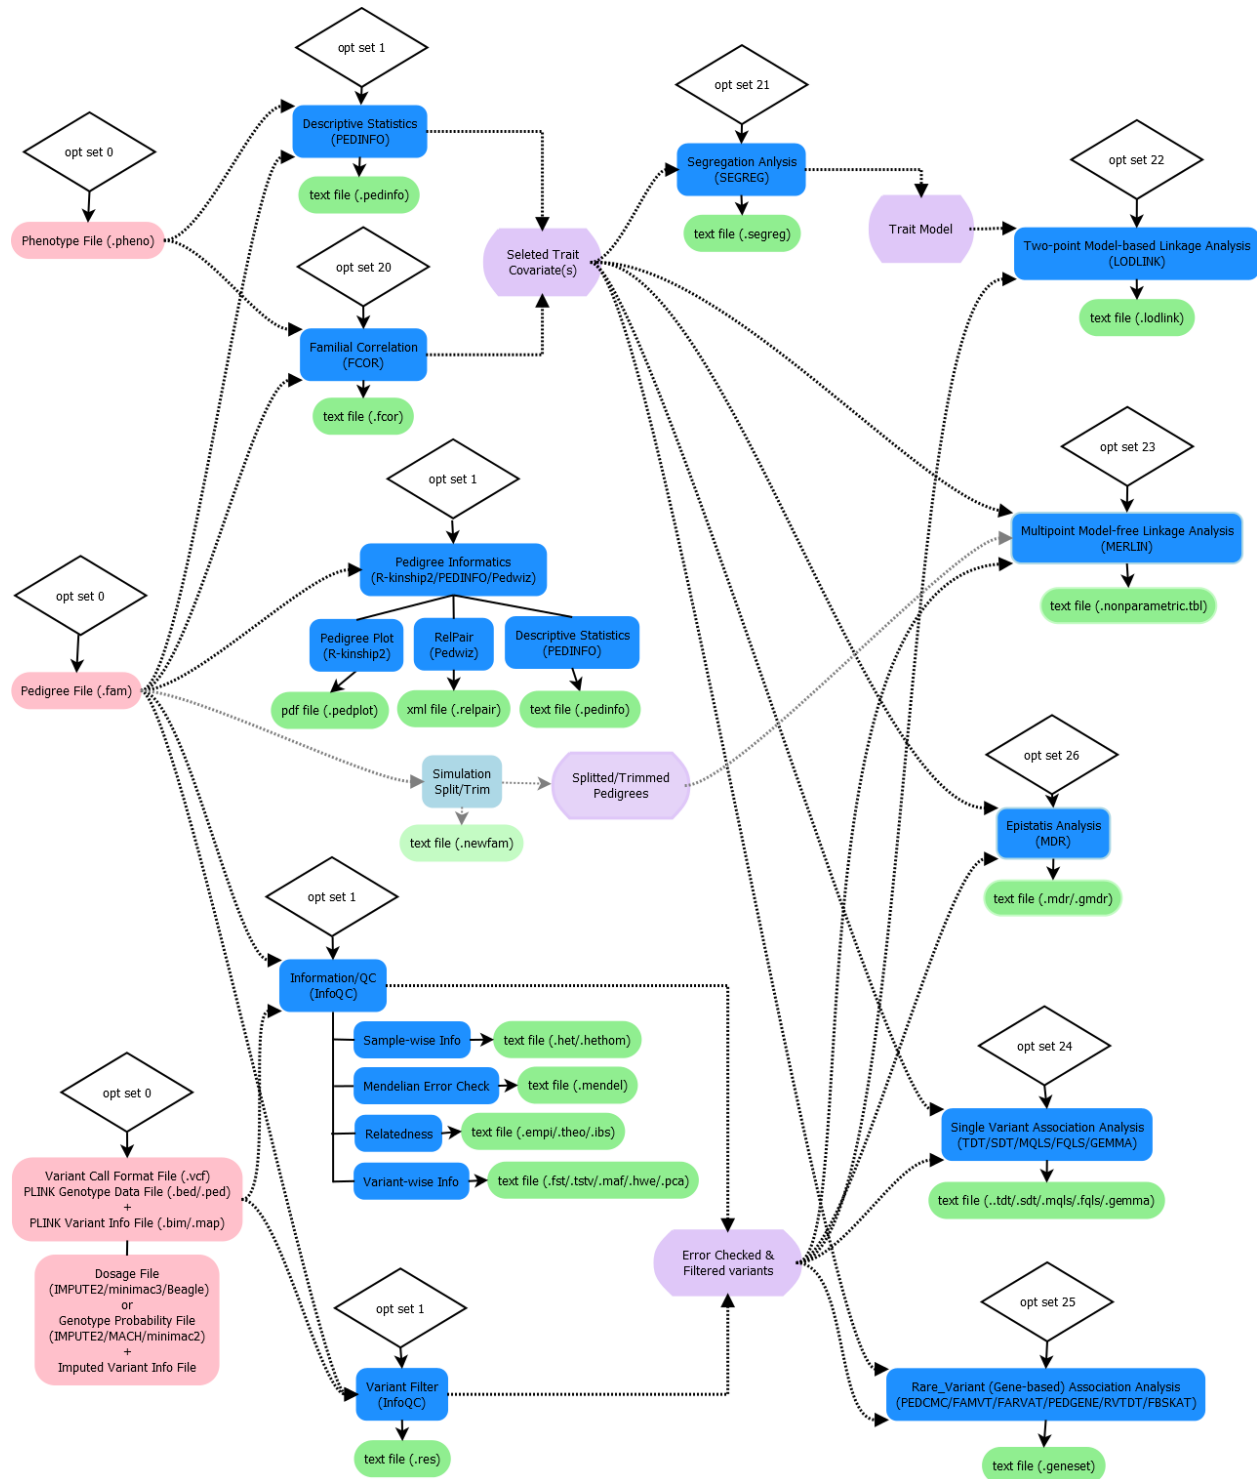 opt set 1
opt set 21
opt set 0
Descriptive Statistics
(PEDINFO)
text file (.pedinfo)
Phenotype File (.pheno)
opt set 20
Familial Correlation
(FCOR)
text file (.fcor)
Seleted Trait
Covariate(s)
Segregation Anlysis
(SEGREG)
text file (.segreg)
Trait Model
opt set 22
Two-point Model-based Linkage Analysis
(LODLINK)
text file (.lodlink)
opt set 23
Multipoint Model-free Linkage Analysis
(MERLIN)
text file (.nonparametric.tbl)
opt set 1
Pedigree Informatics
(R-kinship2/PEDINFO/Pedwiz)
Pedigree Plot
(R-kinship2)
RelPair
(Pedwiz)
Descriptive Statistics
(PEDINFO)
pdf file (.pedplot)
xml file (.relpair)
text file (.pedinfo)
opt set 0
Pedigree File (.fam)
Simulation
Split/Trim
Splitted/Trimmed
Pedigrees
text file (.newfam)
opt set 26
Epistatis Analysis
(MDR)
text file (.mdr/.gmdr)
opt set 1
Information/QC
(InfoQC)
Sample-wise Info
text file (.het/.hethom)
Mendelian Error Check
text file (.mendel)
Relatedness
text file (.empi/.theo/.ibs)
Variant-wise Info
text file (.fst/.tstv/.maf/.hwe/.pca)
opt set 24
Single Variant Association Analysis
(TDT/SDT/MQLS/FQLS/GEMMA)
text file (..tdt/.sdt/.mqls/.fqls/.gemma)
opt set 0
Variant Call Format File (.vcf)
PLINK Genotype Data File (.bed/.ped)
+
PLINK Variant Info File (.bim/.map)
Dosage File
(IMPUTE2/minimac3/Beagle)
or
Genotype Probability File
(IMPUTE2/MACH/minimac2)
+
Imputed Variant Info File
Error Checked &
Filtered variants
opt set 1
Variant Filter
(InfoQC)
text file (.res)
opt set 25
Rare_Variant (Gene-based) Association Analysis
(PEDCMC/FAMVT/FARVAT/PEDGENE/RVTDT/FBSKAT)
text file (.geneset)